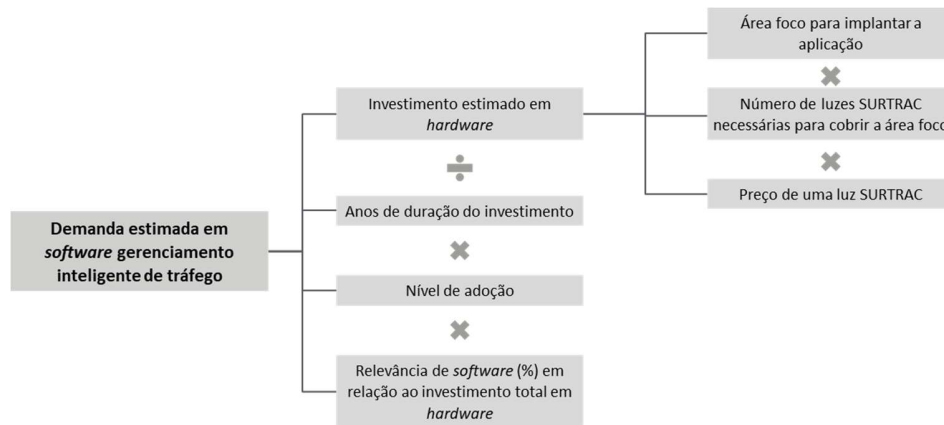 Demanda estimada em
software gerenciamento
inteligente de tráfego
Investimento estimado em
hardware
÷
Anos de duração do investimento
×
Nível de adoção
×
Relevância de software (%) em
relação ao investimento total em
hardware
Área foco para implantar a
aplicação
×
Número de luzes SURTRAC
necessárias para cobrir a área foco
×
Preço de uma luz SURTRAC